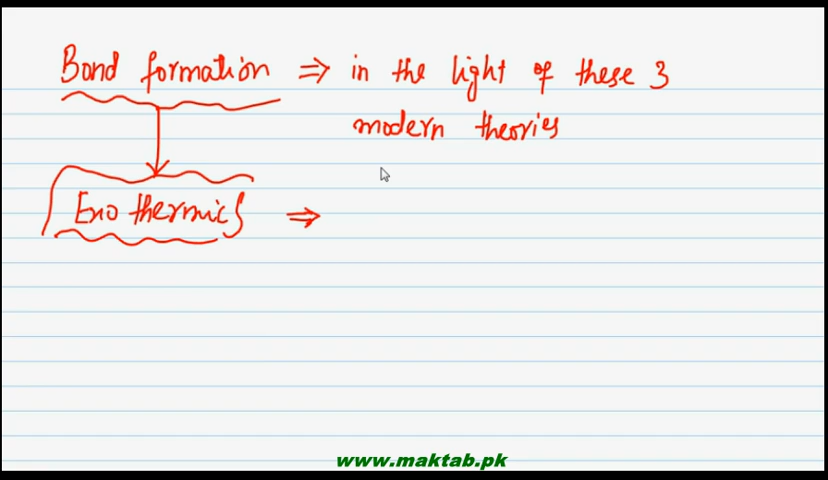 Bond formation ⇒ in the light of these 3
modern theories
Exothermic ⇒
www.maktab.pk